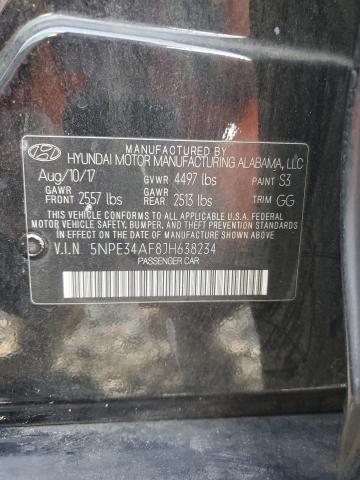 MANUFACTURED BY
HYUNDAI MOTOR MANUFACTURING ALABAMA, LLC
Aug/10/17 GVWR 4497 lbs PAINT S3
GAWR FRONT 2557 lbs GAWR REAR 2513 lbs TRIM GG
THIS VEHICLE CONFORMS TO ALL APPLICABLE U.S. FEDERAL
MOTOR VEHICLE SAFETY, BUMPER, AND THEFT PREVENTION
STANDARDS IN EFFECT ON THE DATE OF MANUFACTURE SHOWN ABOVE.
V.I.N 5NPE34AF8JH638234
PASSENGER CAR